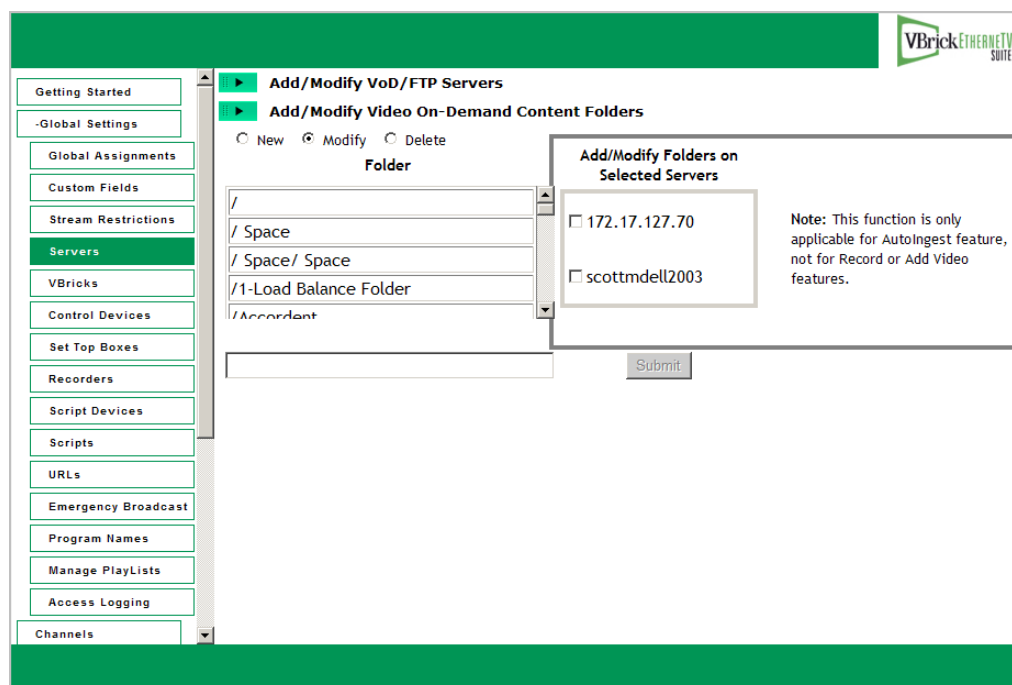 VBrick ETHERNETV
SUITE
Getting Started
-Global Settings
Global Assignments
Custom Fields
Stream Restrictions
Servers
VBricks
Control Devices
Set Top Boxes
Recorders
Script Devices
Scripts
URLs
Emergency Broadcast
Program Names
Manage PlayLists
Access Logging
Channels
Add/Modify VoD/FTP Servers
Add/Modify Video On-Demand Content Folders
New Modify Delete
Folder
/
/ Space
/ Space/ Space
/1-Load Balance Folder
/Accordent
Add/Modify Folders on
Selected Servers
172.17.127.70
scottmdell2003
Note: This function is only
applicable for AutoIngest feature,
not for Record or Add Video
features.
Submit